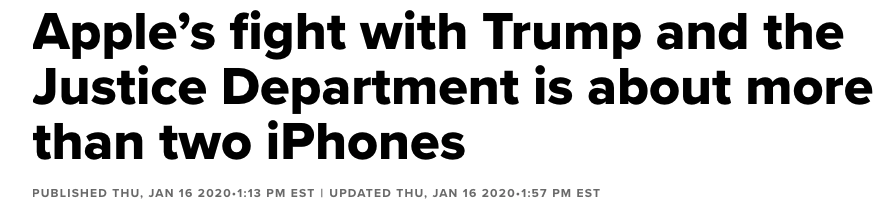 Apple’s fight with Trump and the
Justice Department is about more
than two iPhones
PUBLISHED THU, JAN 16 2020•1:13 PM EST | UPDATED THU, JAN 16 2020•1:57 PM EST